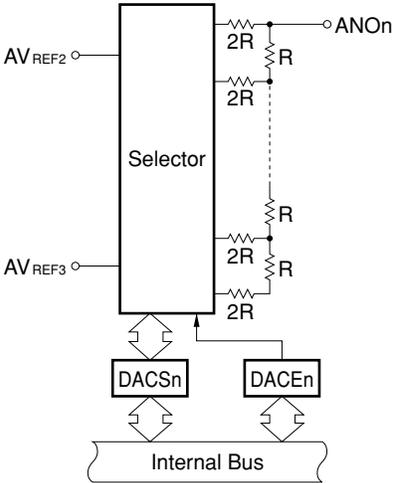 ANOn
2R
R
AVREF2
2R
Selector
R
2R
AVREF3
R
2R
DACSn
DACEn
Internal Bus